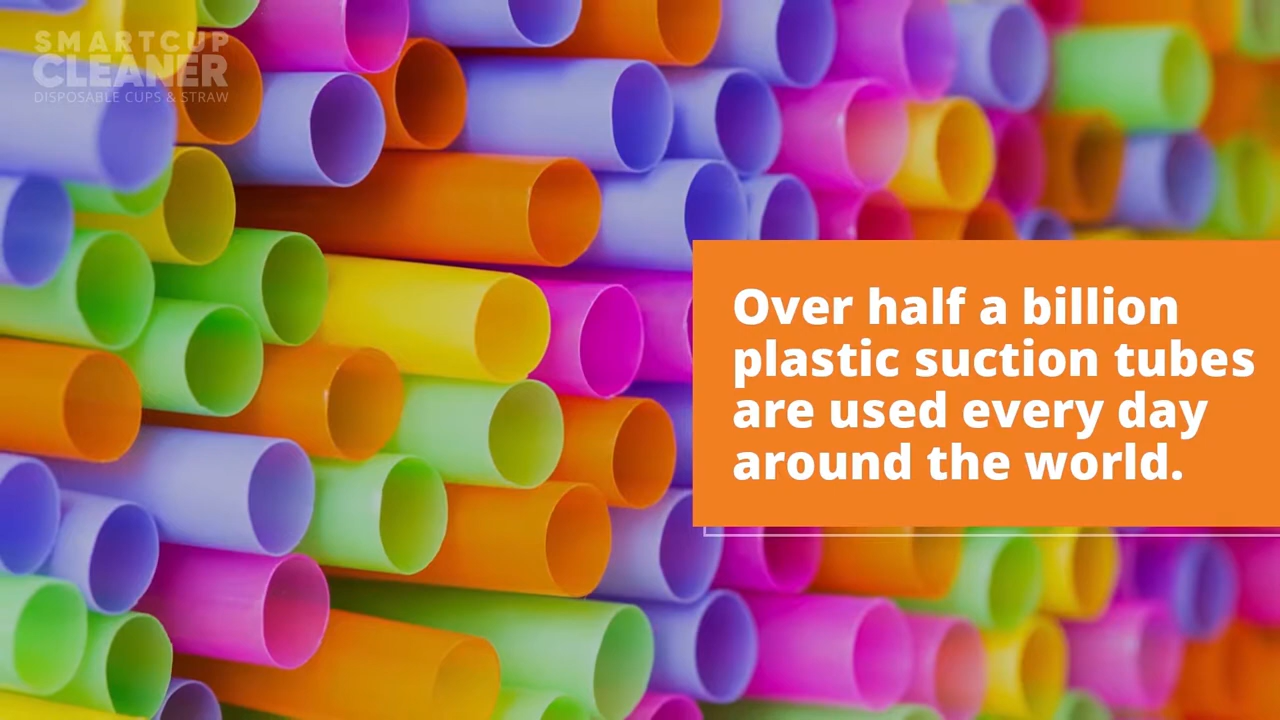 SMARTCUP
CLEANER
DISPOSABLE CUPS & STRAW
Over half a billion
plastic suction tubes
are used every day
around the world.